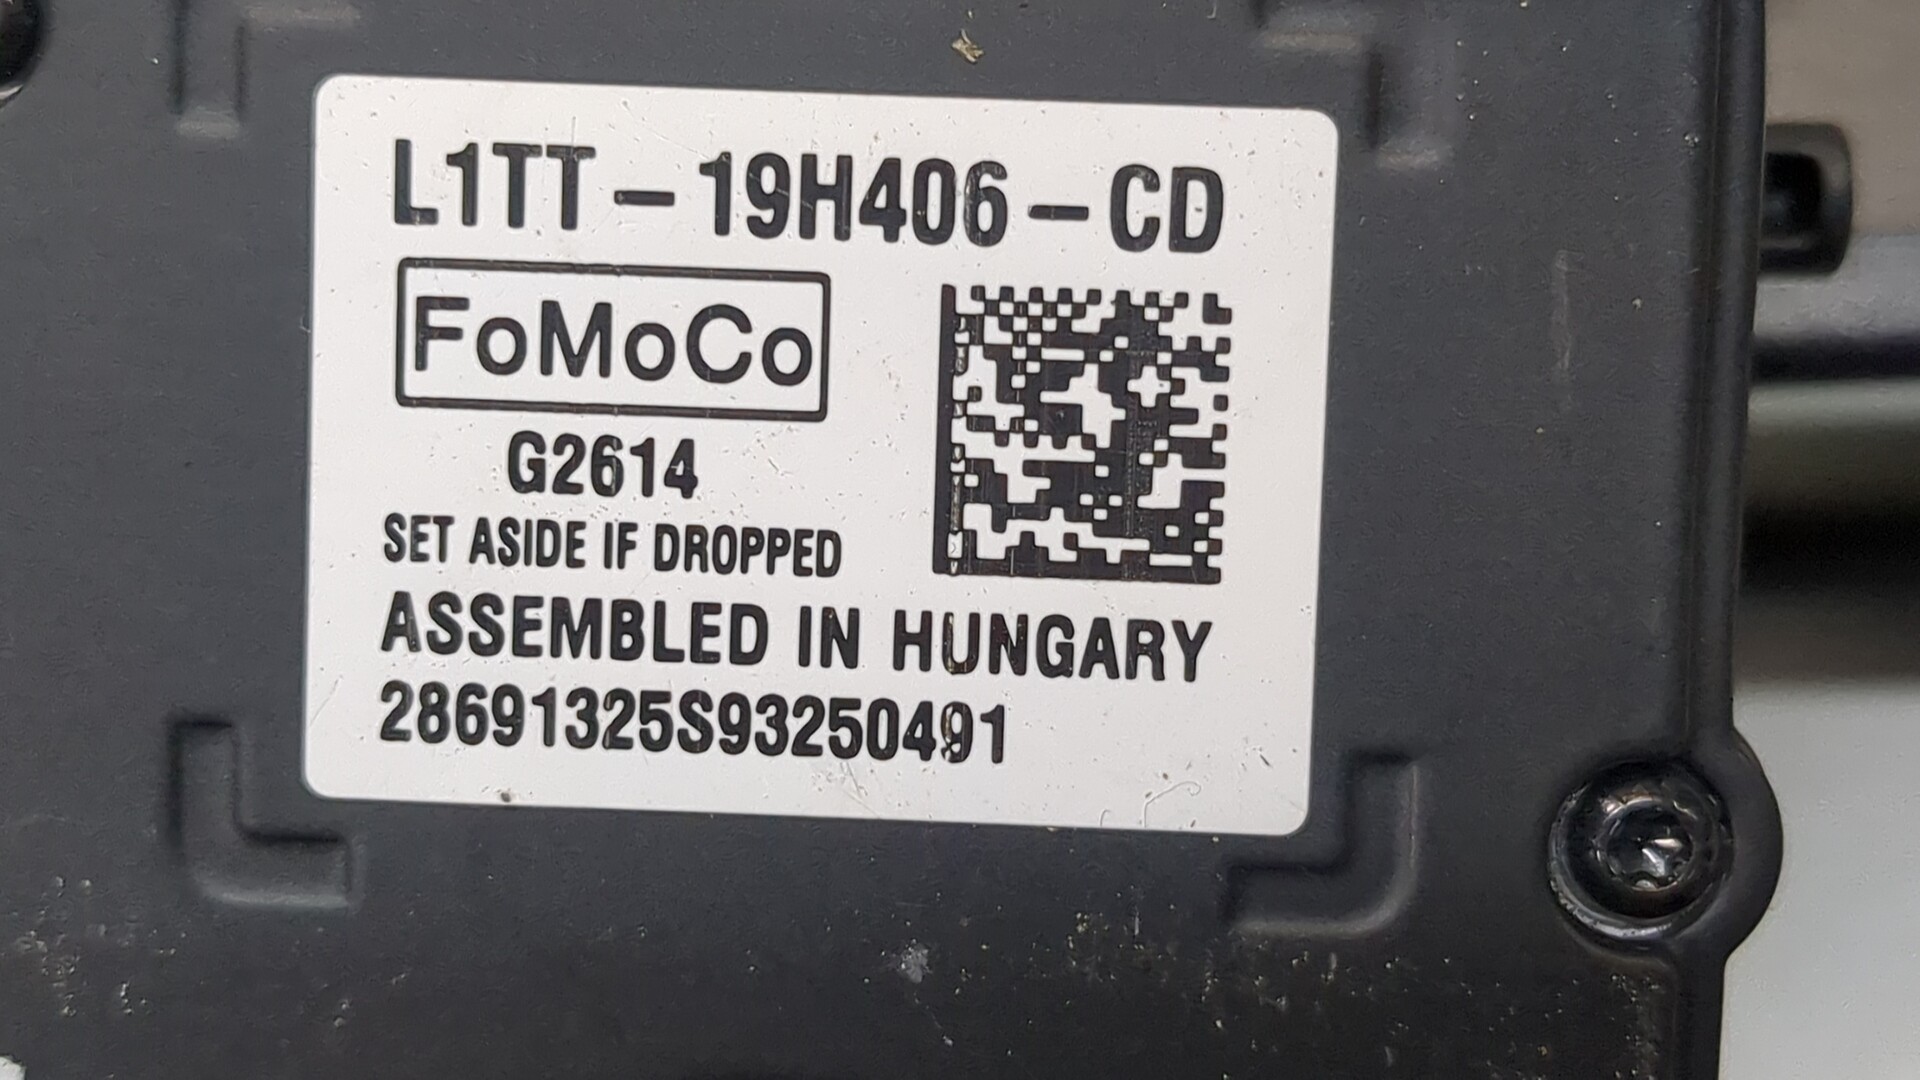 L1TT-19H406-CD
FoMoCo
G2614
SET ASIDE IF DROPPED
ASSEMBLED IN HUNGARY
28691325S93250491